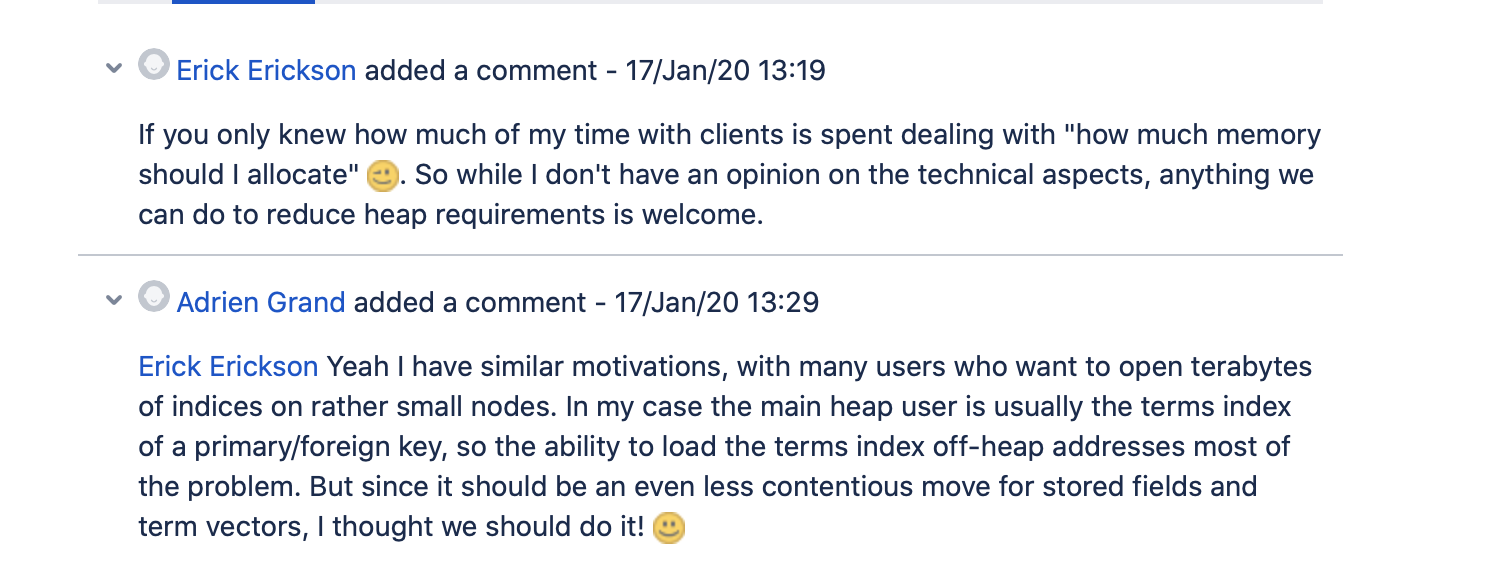 Erick Erickson added a comment - 17/Jan/20 13:19
If you only knew how much of my time with clients is spent dealing with "how much memory
should I allocate" 😉. So while I don't have an opinion on the technical aspects, anything we
can do to reduce heap requirements is welcome.
Adrien Grand added a comment - 17/Jan/20 13:29
Erick Erickson Yeah I have similar motivations, with many users who want to open terabytes
of indices on rather small nodes. In my case the main heap user is usually the terms index
of a primary/foreign key, so the ability to load the terms index off-heap addresses most of
the problem. But since it should be an even less contentious move for stored fields and
term vectors, I thought we should do it! 🙂